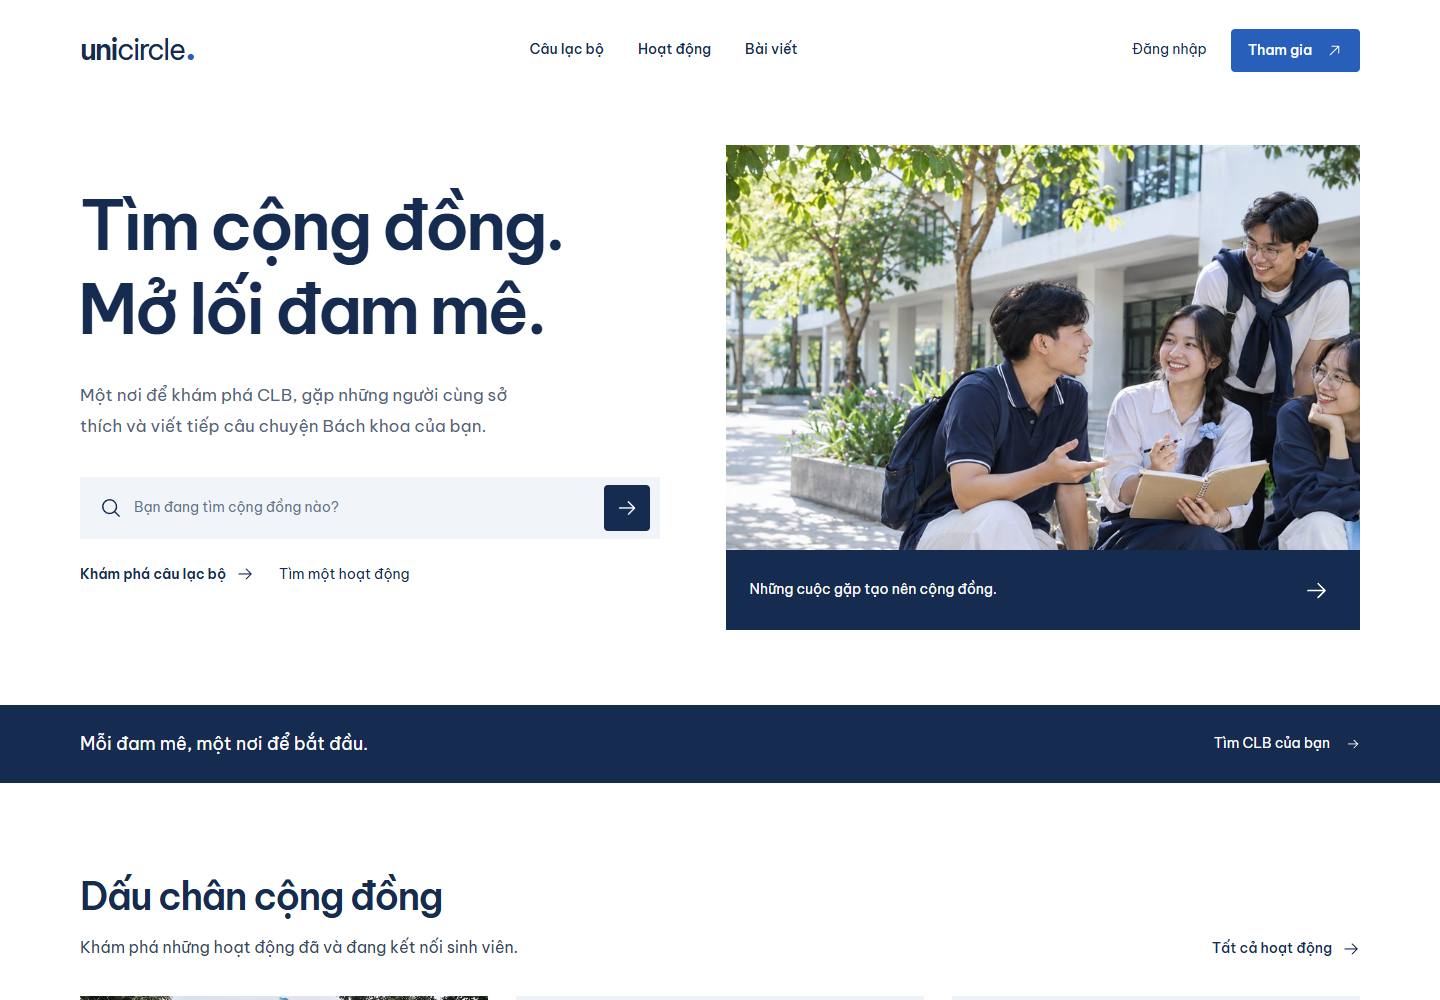 unicircle.
Câu lạc bộ
Hoạt động
Bài viết
Đăng nhập
Tham gia
Tìm cộng đồng.
Mở lối đam mê.
Một nơi để khám phá CLB, gặp những người cùng sở
thích và viết tiếp câu chuyện Bách khoa của bạn.
Bạn đang tìm cộng đồng nào?
Khám phá câu lạc bộ
Tìm một hoạt động
Những cuộc gặp tạo nên cộng đồng.
Mỗi đam mê, một nơi để bắt đầu.
Tìm CLB của bạn
Dấu chân cộng đồng
Khám phá những hoạt động đã và đang kết nối sinh viên.
Tất cả hoạt động